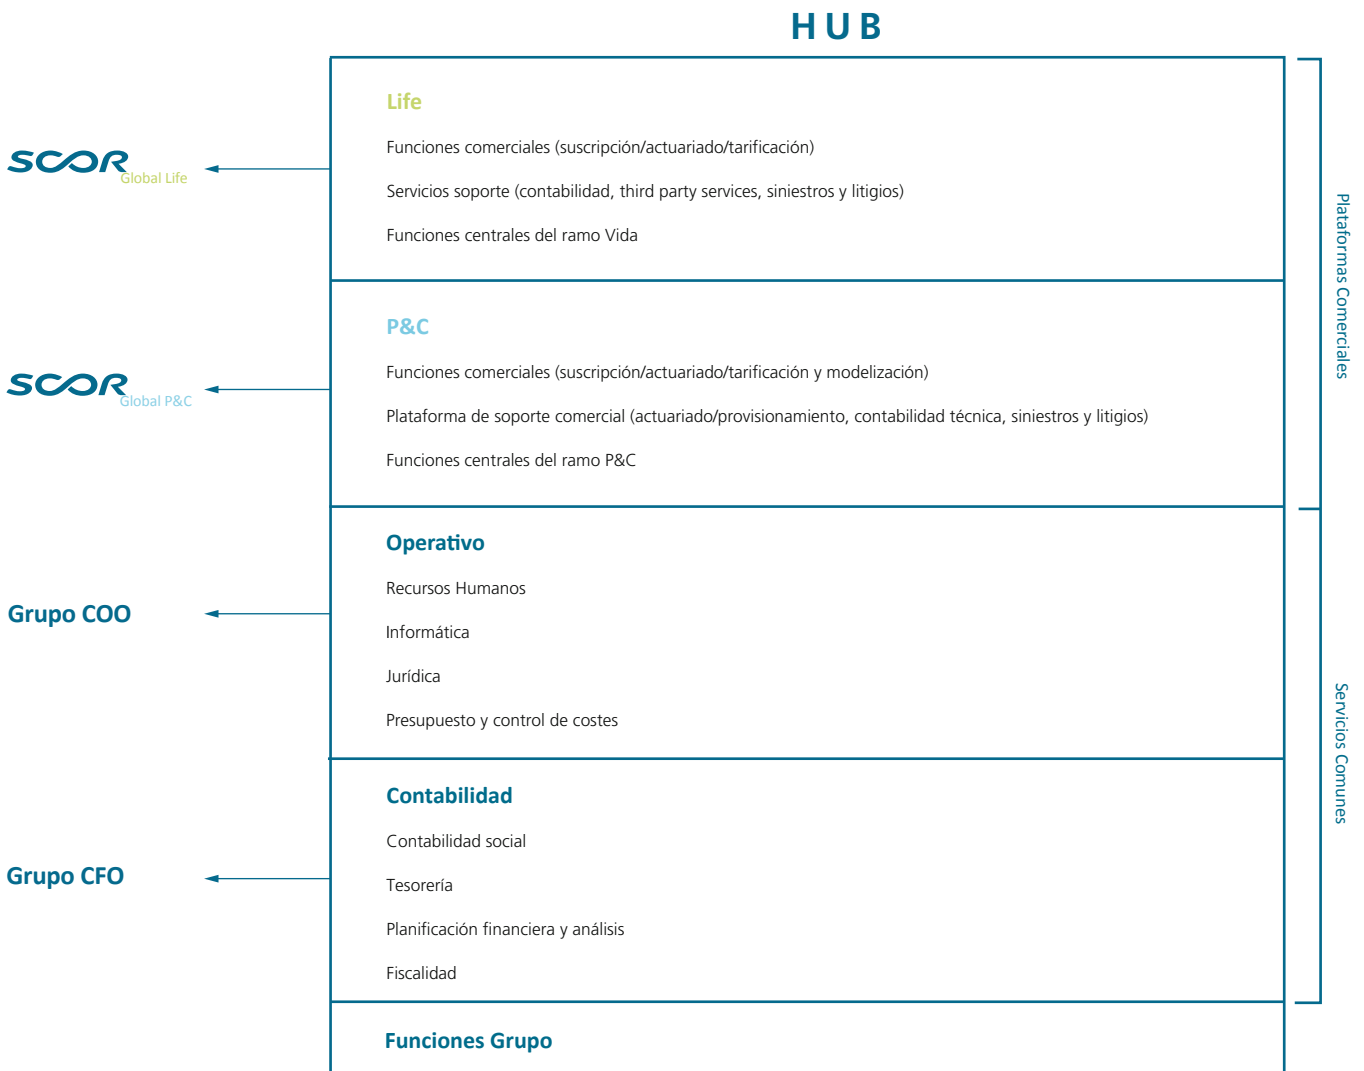 HUB
Life
Funciones comerciales (suscripción/actuariado/tarificación)
SCOR
Global Life
Servicios soporte (contabilidad, third party services, siniestros y litigios)
Funciones centrales del ramo Vida
P&C
Funciones comerciales (suscripción/actuariado/tarificación y modelización)
SCOR
Global P&C
Plataforma de soporte comercial (actuariado/provisionamiento, contabilidad técnica, siniestros y litigios)
Funciones centrales del ramo P&C
Plataformas Comerciales
Operativo
Recursos Humanos
Grupo COO
Informática
Jurídica
Presupuesto y control de costes
Contabilidad
Contabilidad social
Grupo CFO
Tesorería
Planificación financiera y análisis
Fiscalidad
Servicios Comunes
Funciones Grupo